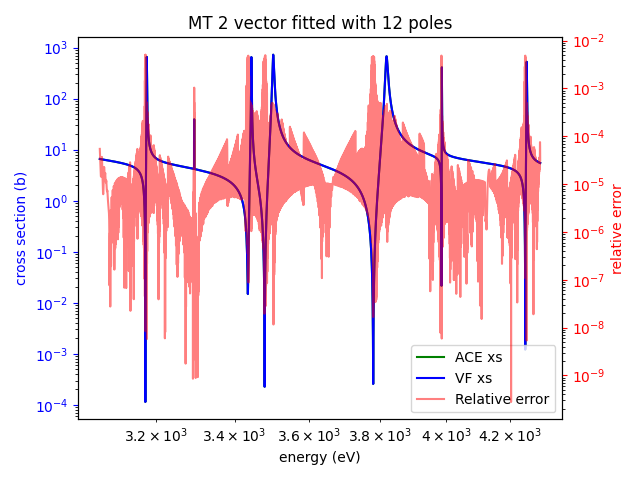 MT 2 vector fitted with 12 poles
10³
10²
10¹
10⁰
10⁻¹
10⁻²
10⁻³
10⁻⁴
cross section (b)
10⁻²
10⁻³
10⁻⁴
10⁻⁵
10⁻⁶
10⁻⁷
10⁻⁸
10⁻⁹
relative error
ACE xs
VF xs
Relative error
3.2 × 10³ 3.4 × 10³ 3.6 × 10³ 3.8 × 10³ 4 × 10³ 4.2 × 10³
energy (eV)